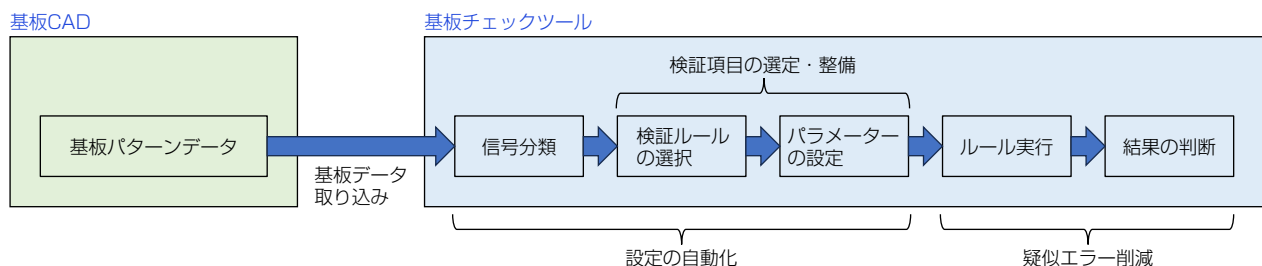 基板CAD
基板チェックツール
検証項目の選定・整備
基板パターンデータ
信号分類
検証ルール
の選択
パラメーター
の設定
ルール実行
結果の判断
基板データ
取り込み
設定の自動化
疑似エラー削減